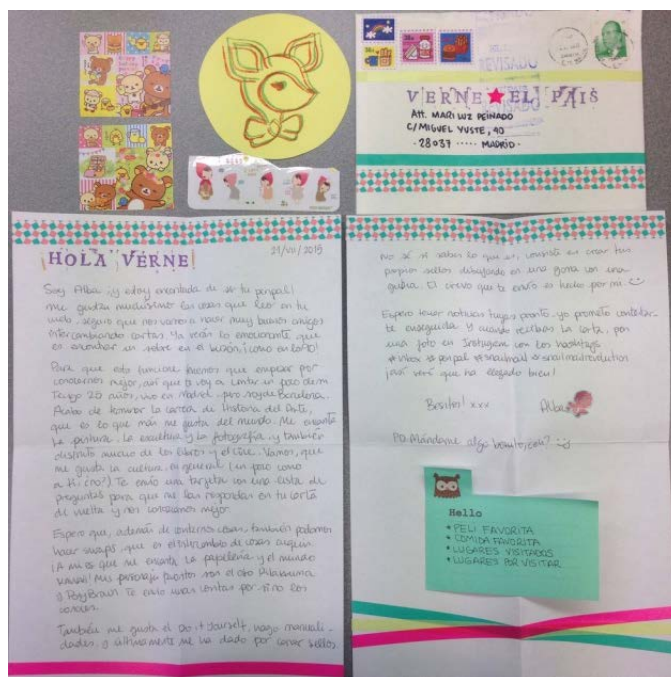 REVISADO
VERNE ★ EL PAIS
Att. MARI LUZ PEINADO
C/MIGUEL YUSTE, 40
- 28037 ····· MADRID -
HOLA VERNE
21/VII/2015
Soy Alba ¡y estoy encantada de ser tu penpal!
me gustan muchísimo las cosas que leo en tu
web, seguro que nos vamos a hacer muy buenos amigos
intercambiando cartas. Ya verás lo emocionante que
es encontrar un sobre en el buzón
Para que esto funcione tenemos que empezar por
conocernos mejor, así que te voy a contar un poco de mí.
Tengo 20 años, vivo en Madrid pero soy de Barcelona.
Acabo de terminar la carrera de Historia del Arte,
que es lo que más me gusta del mundo. Me encanta
la pintura, la escultura y la fotografía, y también
disfruto mucho de los libros y el cine. Vamos, que
me gusta la cultura en general (un poco como
a ti ¿no?) Te envío una tarjeta con una lista de
preguntas para que me las respondas en tu carta
de vuelta y nos conozcamos mejor.
Espero que, además de contarnos cosas, también podamos
hacer swaps, que es el intercambio de cosas
¡A mí es que me encanta la papelería y el mundo
kawaii! Mis personajes favoritos son el oso Rilakkuma
Te envío unas por si no los
conoces.
También me gusta el Do it Yourself, hago manuali-
dades, y últimamente me ha dado por crear sellos
No sé si sabes lo que es, consiste en crear tus
propios sellos dibujando en una goma con una
gubia. El ciervo que te envío es hecho por mí.
Espero tener noticias tuyas pronto, yo prometo contestar-
te enseguida y cuando recibas la carta, pon
una foto en Instagram con los hashtags
#inbox #penpal #snailmail #snailmailrevolution
¡así veré que ha llegado bien!
Besitos! xxx
Alba
PD. Mándame algo bonito, eh?
Hello
* PELI FAVORITA
* COMIDA FAVORITA
* LUGARES VISITADOS
* LUGARES POR VISITAR